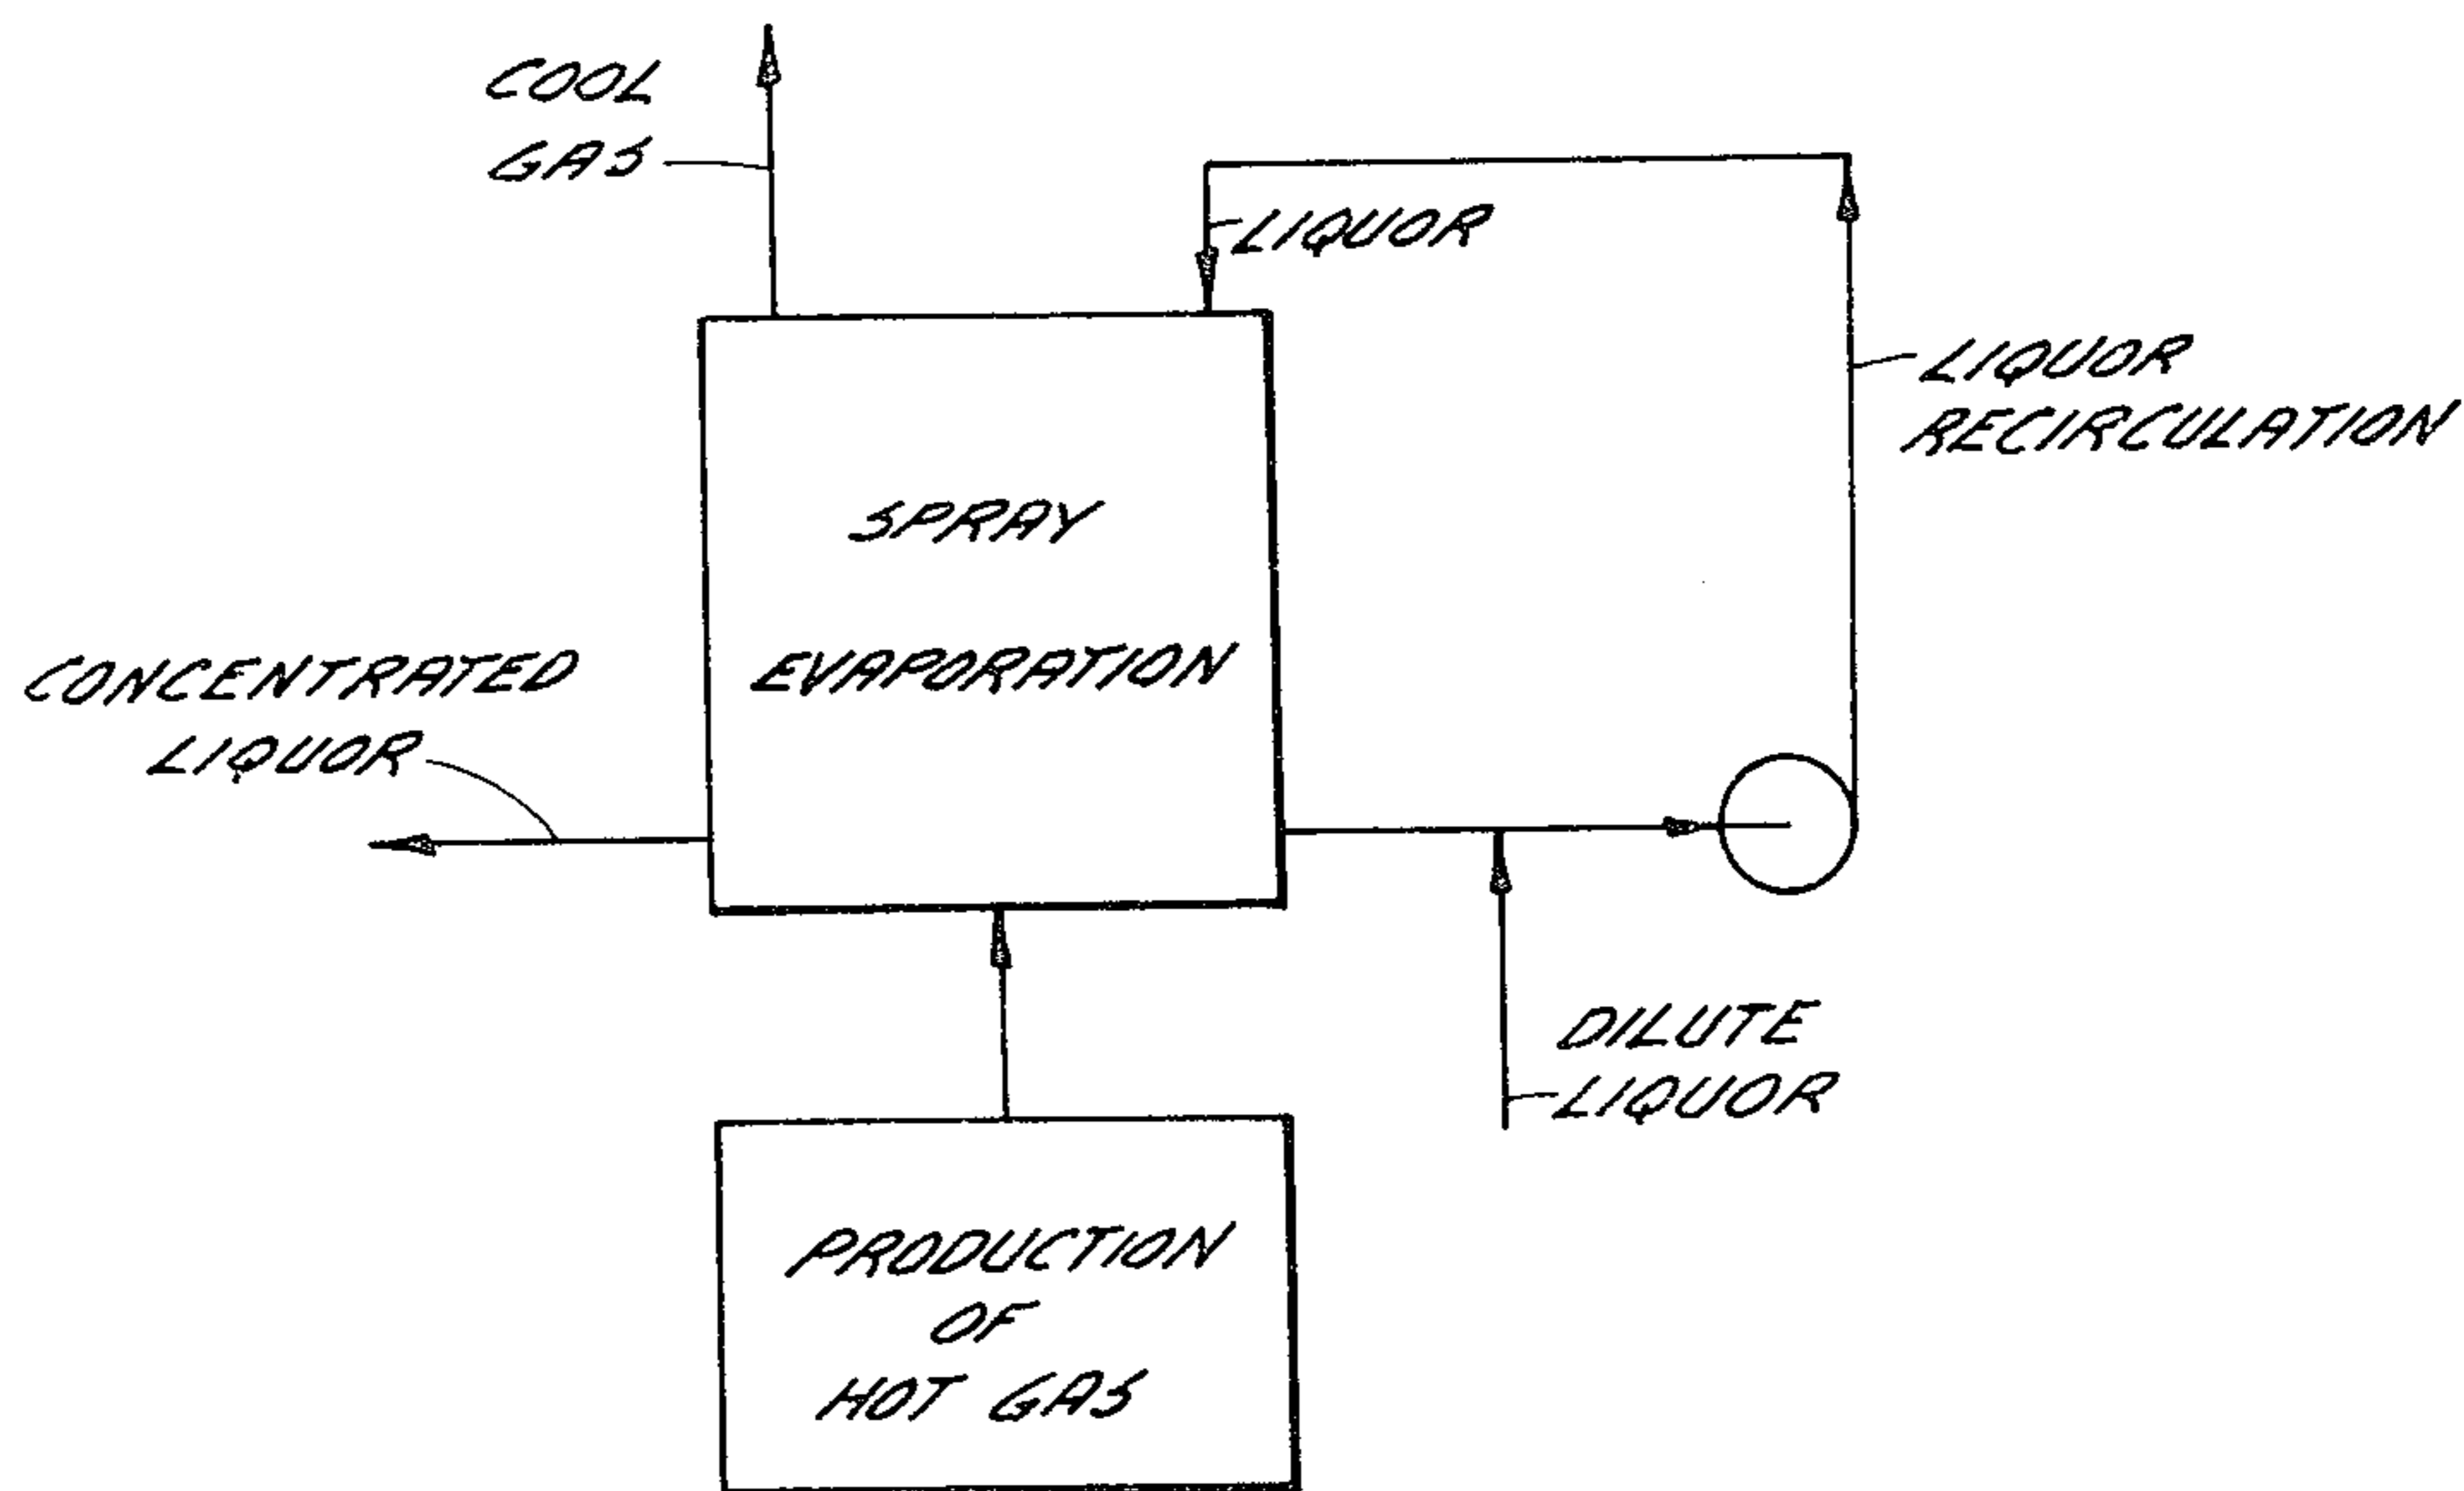 COOL
GAS
LIQUOR
LIQUOR
RECIRCULATION
SPRAY
EVAPORATION
CONCENTRATED
LIQUOR
DILUTE
LIQUOR
PRODUCTION
OF
HOT GAS